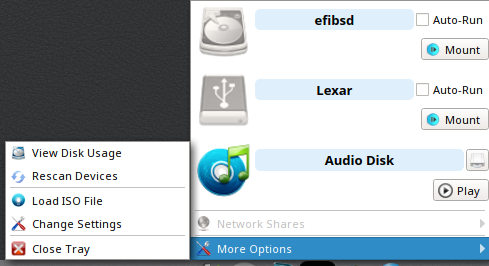 efibsd
Auto-Run
Mount
Lexar
Auto-Run
Mount
Audio Disk
Play
Network Shares
More Options
View Disk Usage
Rescan Devices
Load ISO File
Change Settings
Close Tray